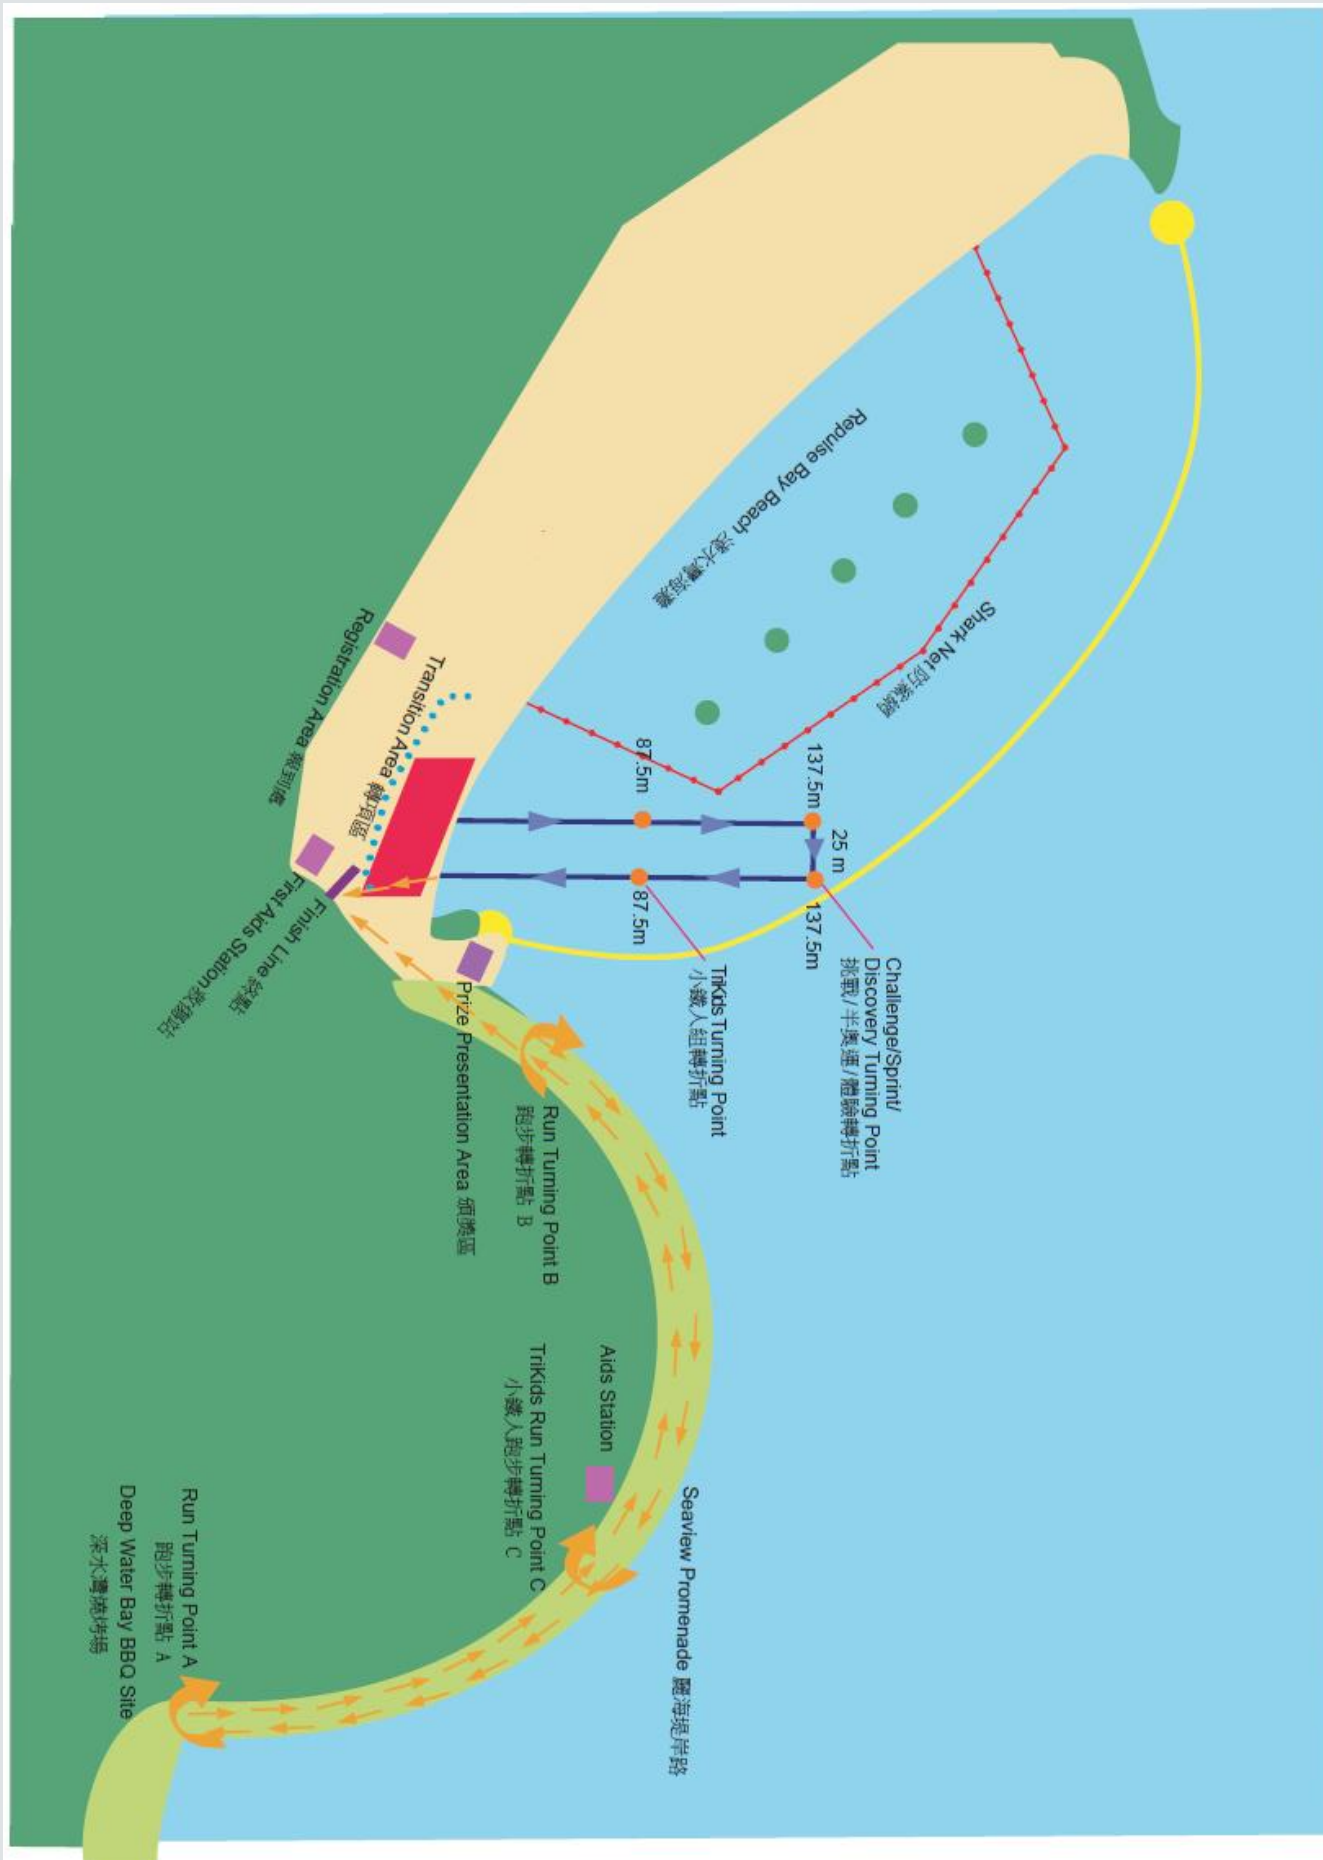 Challenge/Sprint/
Discovery Turning Point
挑戰/半奧運/體驗轉折點
Repulse Bay Beach 淺水灣海灘
Shark Net 防鯊網
137.5m
25 m
137.5m
87.5m
87.5m
TriKids Turning Point
小鐵人組轉折點
Seaview Promenade 麗海堤岸路
Aids Station
Run Turning Point B
跑步轉折點 B
TriKids Run Turning Point C
小鐵人跑步轉折點 C
Prize Presentation Area 頒獎區
Transition Area 轉項區
Registration Area 報到處
Finish Line 終點
First Aids Station 救傷站
Run Turning Point A
跑步轉折點 A
Deep Water Bay BBQ Site
深水灣燒烤場